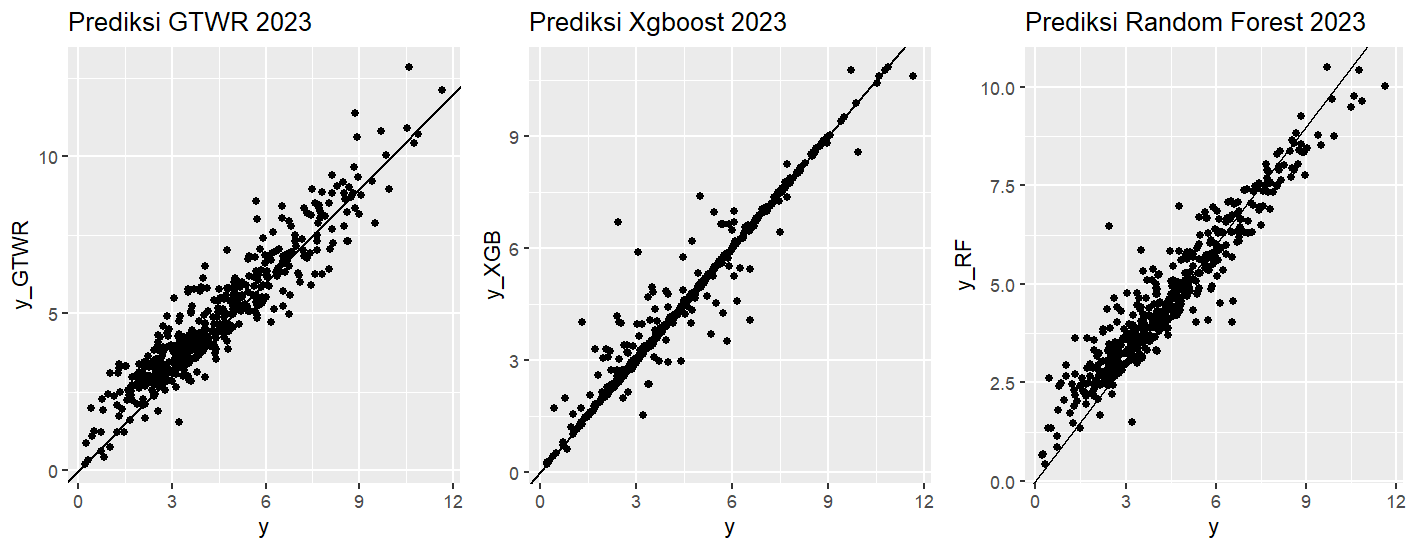 Prediksi GTWR 2023
10
5
0
y_GTWR
0 3 6 9 12
y
Prediksi Xgboost 2023
9
6
3
0
y_XGB
0 3 6 9 12
y
Prediksi Random Forest 2023
10.0
7.5
5.0
2.5
0.0
y_RF
0 3 6 9 12
y